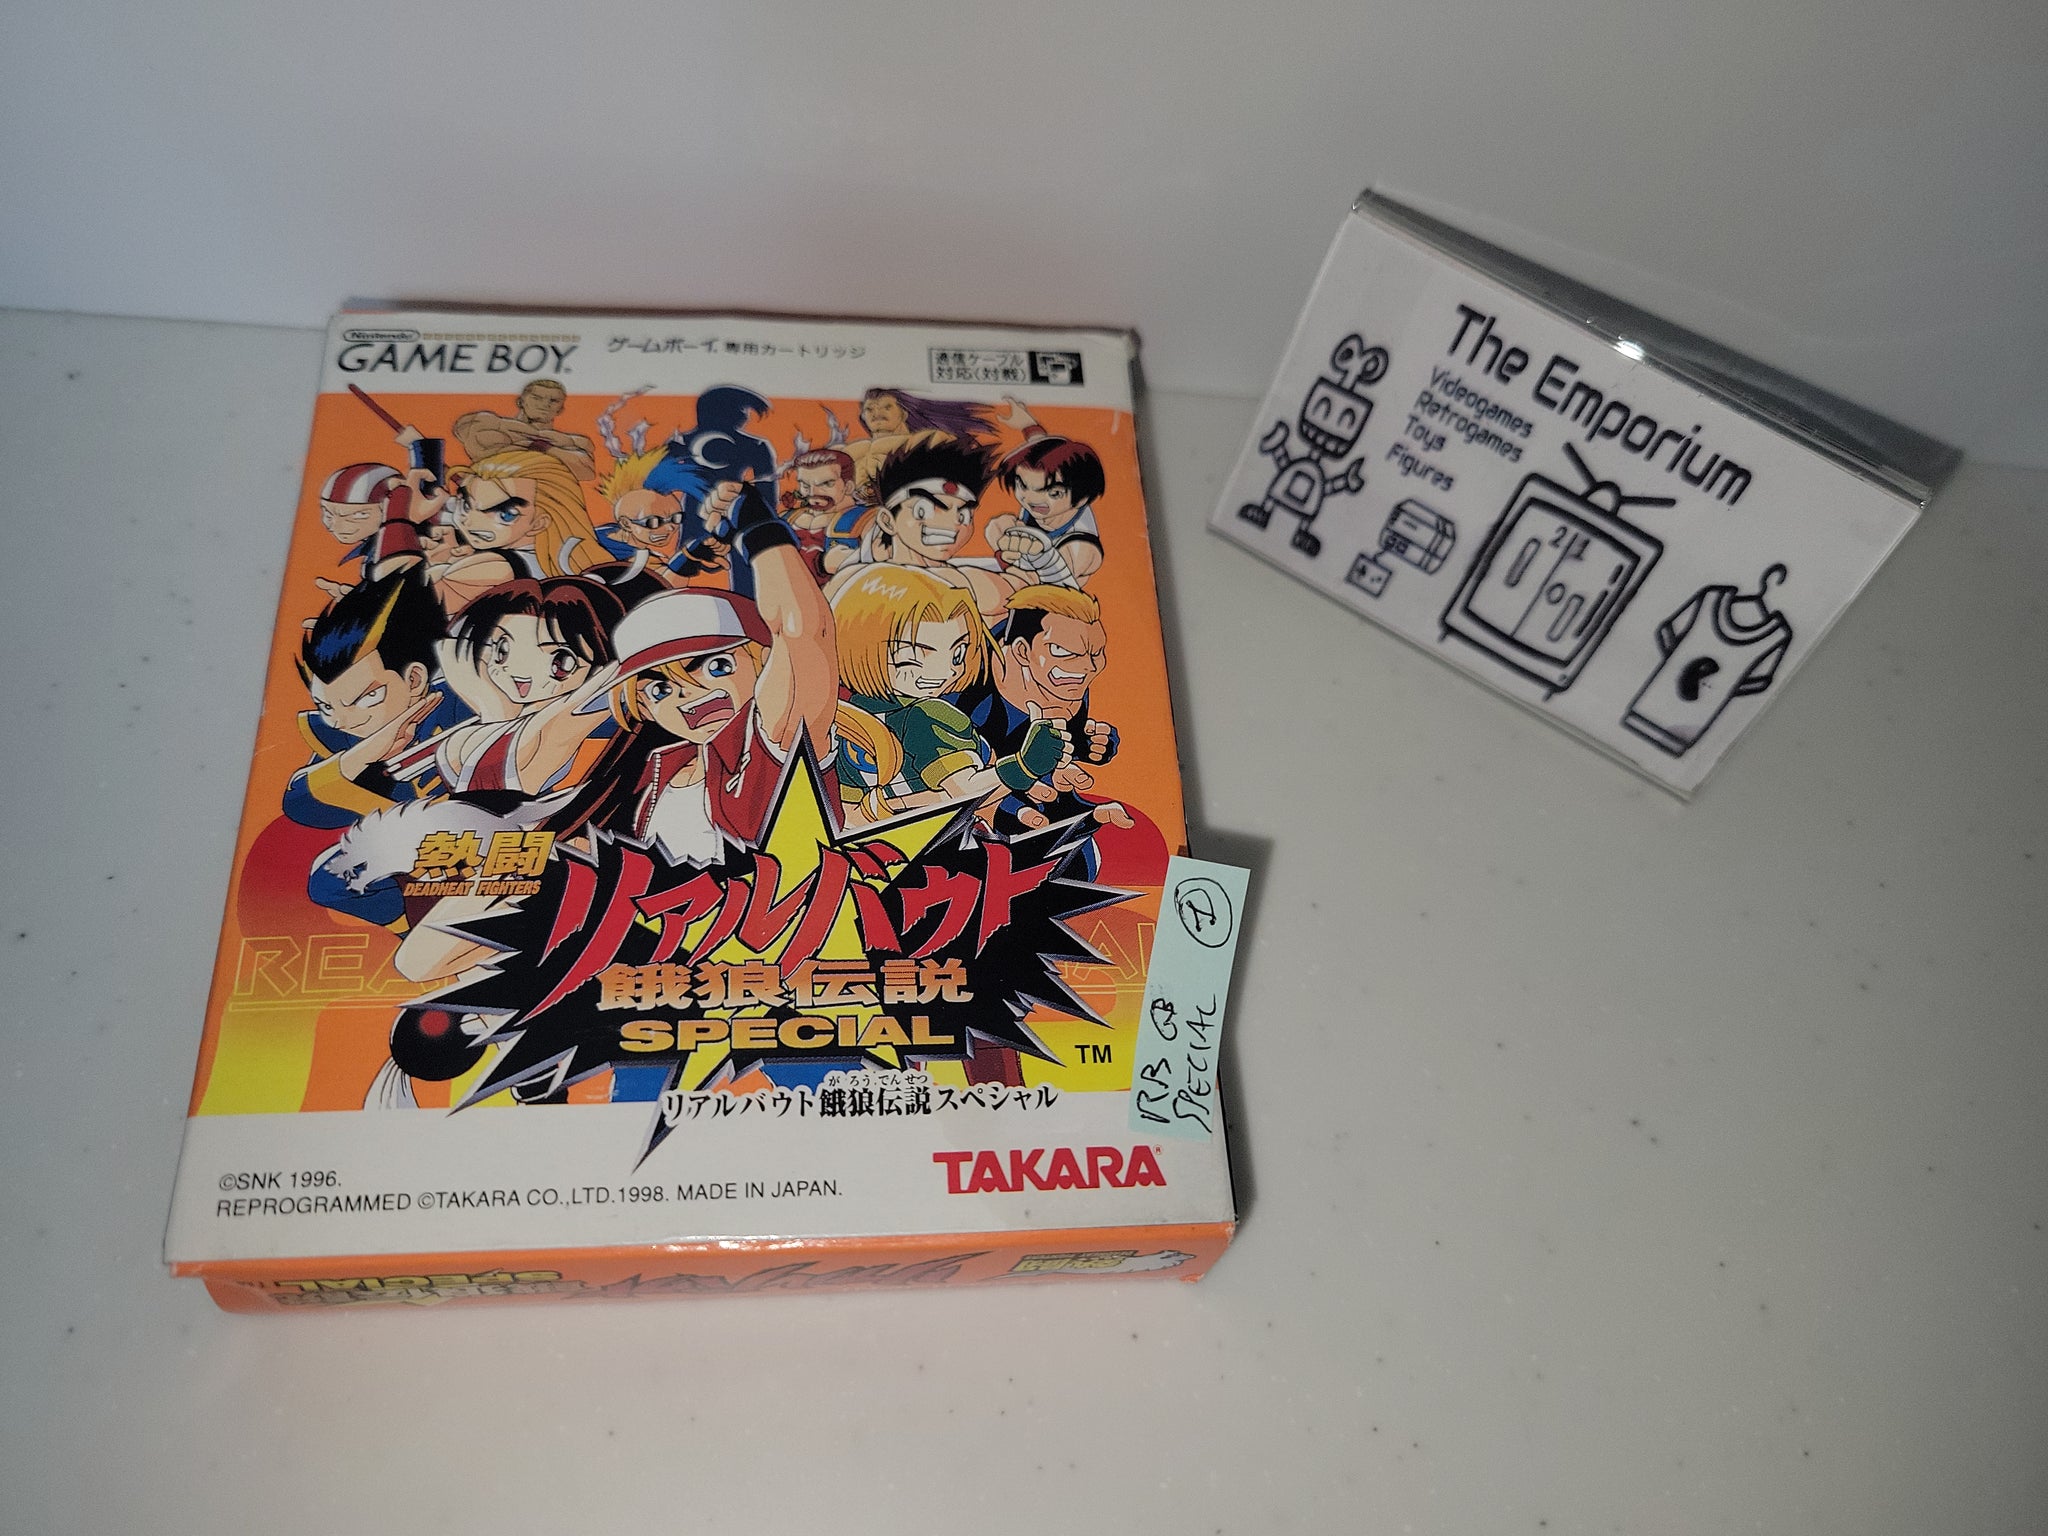 Nintendo
GAME BOY
ゲームボーイ専用カートリッジ
通信ケーブル
対応(対戦)
熱闘
DEADHEAT FIGHTERS
リアルバウト
餓狼伝説
SPECIAL
TM
がろうでんせつ
リアルバウト餓狼伝説スペシャル
TAKARA®
©SNK 1996.
REPROGRAMMED ©TAKARA CO.,LTD.1998. MADE IN JAPAN.
RB GB
SPECIAL
The Emporium
Videogames
Retrogames
Toys
Figures
SPECIAL